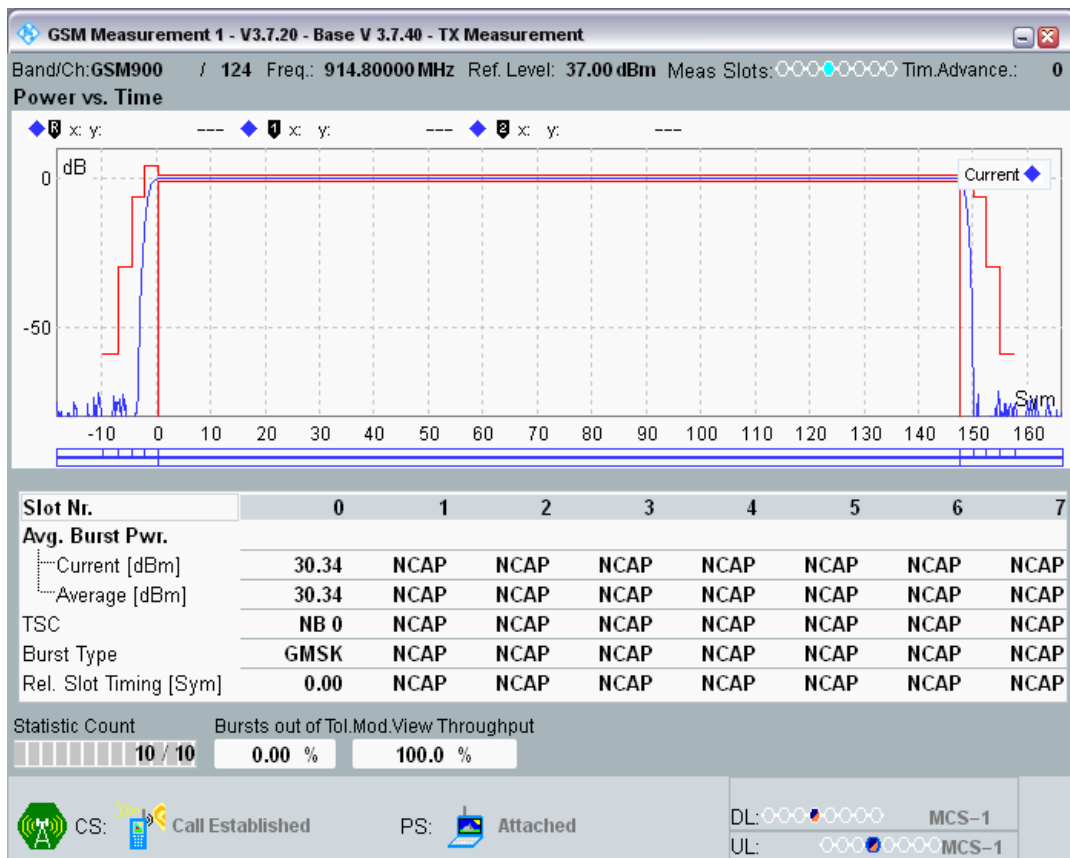 GSM Measurement 1 - V3.7.20 - Base V 3.7.40 - TX Measurement
Band/Ch:GSM900 / 124 Freq.: 914.80000 MHz Ref. Level: 37.00 dBm Meas Slots: Tim.Advance.: 0
Power vs. Time
R x: y: --- 1 x: y: --- 2 x: y: ---
dB
Current
0
-50
Sym
-10 0 10 20 30 40 50 60 70 80 90 100 110 120 130 140 150 160
Slot Nr. 0 1 2 3 4 5 6 7
Avg. Burst Pwr.
Current [dBm] 30.34 NCAP NCAP NCAP NCAP NCAP NCAP NCAP
Average [dBm] 30.34 NCAP NCAP NCAP NCAP NCAP NCAP NCAP
TSC NB 0 NCAP NCAP NCAP NCAP NCAP NCAP NCAP
Burst Type GMSK NCAP NCAP NCAP NCAP NCAP NCAP NCAP
Rel. Slot Timing [Sym] 0.00 NCAP NCAP NCAP NCAP NCAP NCAP NCAP
Statistic Count Bursts out of Tol. Mod.View Throughput
10 / 10 0.00 % 100.0 %
CS: Call Established PS: Attached
DL: MCS-1
UL: MCS-1